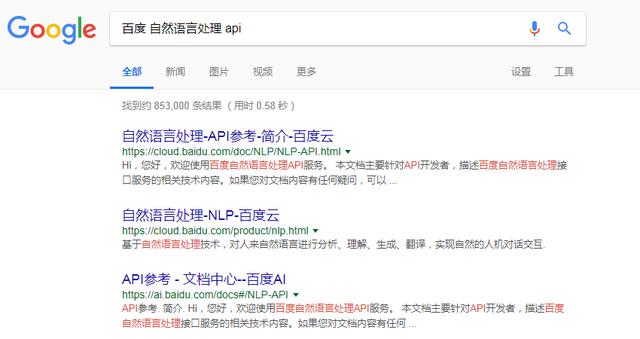 Google
百度 自然语言处理 api
全部 新闻 图片 视频 更多 设置 工具
找到约 853,000 条结果 （用时 0.58 秒）
自然语言处理-API参考-简介-百度云
https://cloud.baidu.com/doc/NLP/NLP-API.html
Hi，您好，欢迎使用百度自然语言处理API服务。 本文档主要针对API开发者，描述百度自然语言处理接
口服务的相关技术内容。如果您对文档内容有任何疑问，可以 ...
自然语言处理-NLP-百度云
https://cloud.baidu.com/product/nlp.html
基于自然语言处理技术，对人来自然语言进行分析、理解、生成、翻译，实现自然的人机对话交互.
API参考 - 文档中心--百度AI
https://ai.baidu.com/docs#/NLP-API
API参考. 简介. Hi，您好，欢迎使用百度自然语言处理API服务。 本文档主要针对API开发者，描述百度
自然语言处理接口服务的相关技术内容。如果您对文档内容有任何 ...